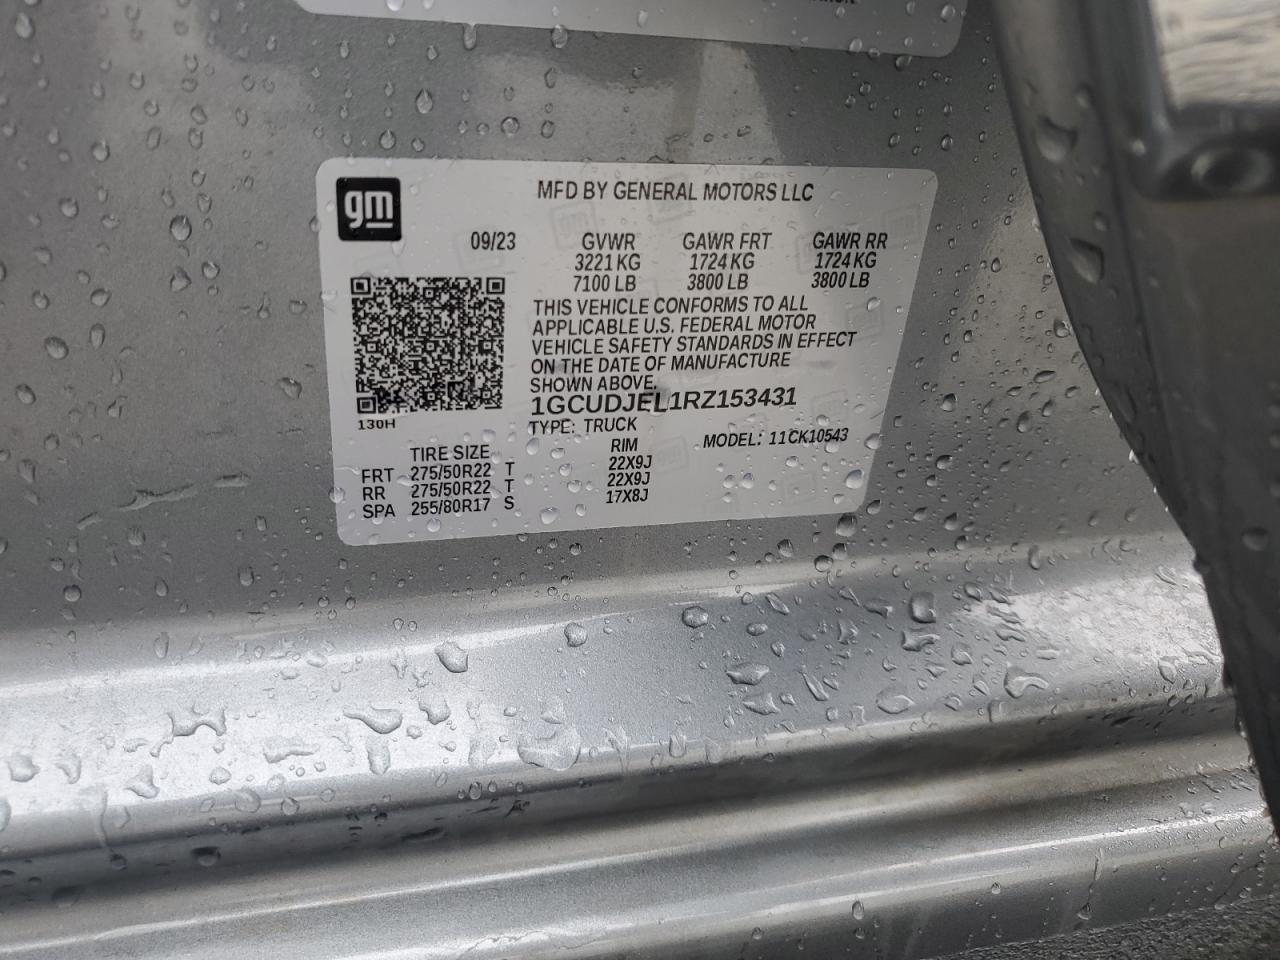 MFD BY GENERAL MOTORS LLC
gm
09/23 GVWR GAWR FRT GAWR RR
3221 KG 1724 KG 1724 KG
7100 LB 3800 LB 3800 LB
THIS VEHICLE CONFORMS TO ALL
APPLICABLE U.S. FEDERAL MOTOR
VEHICLE SAFETY STANDARDS IN EFFECT
ON THE DATE OF MANUFACTURE
SHOWN ABOVE.
1GCUDJEL1RZ153431
130H
TYPE: TRUCK
MODEL: 11CK10543
TIRE SIZE RIM
FRT 275/50R22 T 22X9J
RR 275/50R22 T 22X9J
SPA 255/80R17 S 17X8J